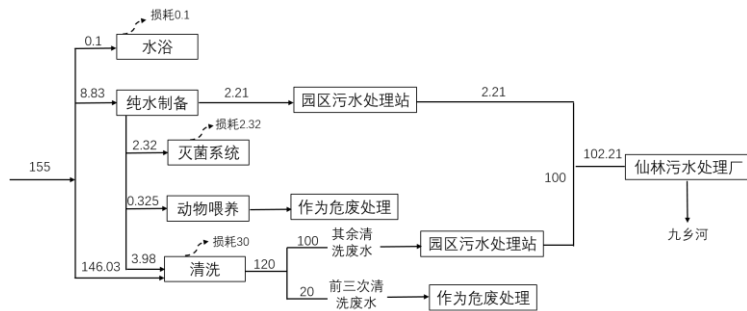 损耗0.1
0.1
水浴
8.83
纯水制备
2.21
园区污水处理站
2.21
损耗2.32
2.32
灭菌系统
155
102.21
仙林污水处理厂
100
0.325
动物喂养
作为危废处理
九乡河
损耗30
146.03
3.98
清洗
120
100
其余清
洗废水
园区污水处理站
20
前三次清
洗废水
作为危废处理